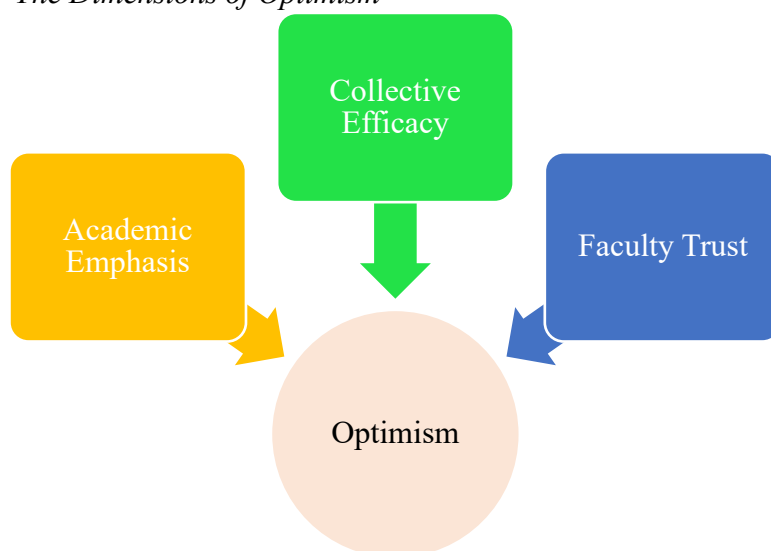 The Dimensions of Optimism
Collective
Efficacy
Academic
Emphasis
Faculty Trust
Optimism